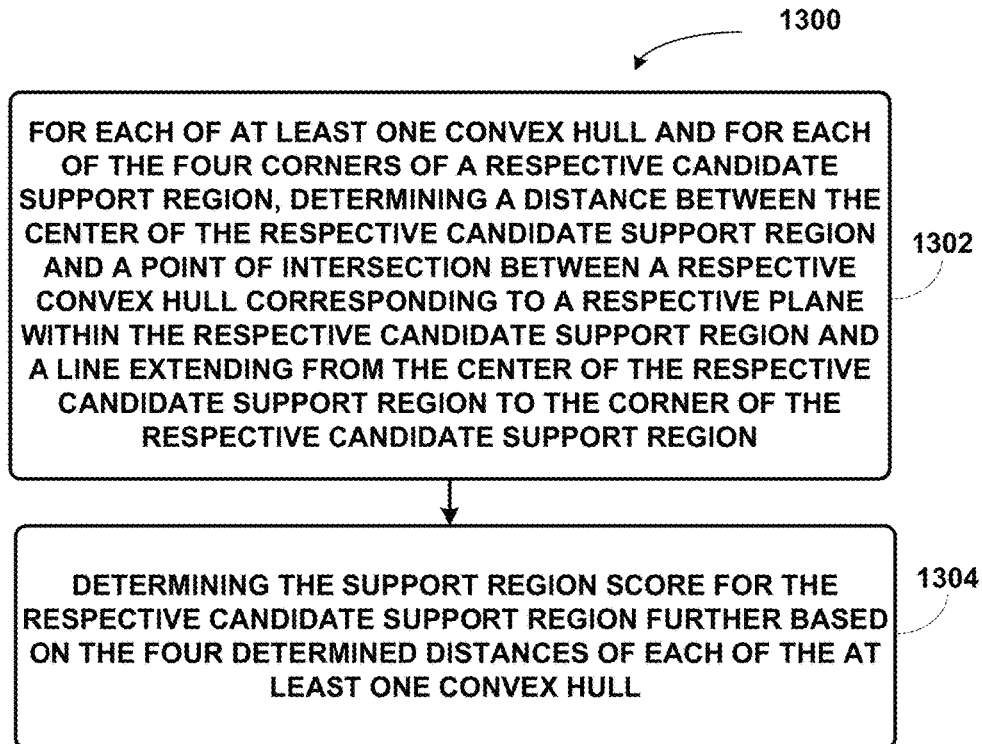 1300
FOR EACH OF AT LEAST ONE CONVEX HULL AND FOR EACH
OF THE FOUR CORNERS OF A RESPECTIVE CANDIDATE
SUPPORT REGION, DETERMINING A DISTANCE BETWEEN THE
CENTER OF THE RESPECTIVE CANDIDATE SUPPORT REGION
AND A POINT OF INTERSECTION BETWEEN A RESPECTIVE
CONVEX HULL CORRESPONDING TO A RESPECTIVE PLANE
WITHIN THE RESPECTIVE CANDIDATE SUPPORT REGION AND
A LINE EXTENDING FROM THE CENTER OF THE RESPECTIVE
CANDIDATE SUPPORT REGION TO THE CORNER OF THE
RESPECTIVE CANDIDATE SUPPORT REGION
1302
DETERMINING THE SUPPORT REGION SCORE FOR THE
RESPECTIVE CANDIDATE SUPPORT REGION FURTHER BASED
ON THE FOUR DETERMINED DISTANCES OF EACH OF THE AT
LEAST ONE CONVEX HULL
1304